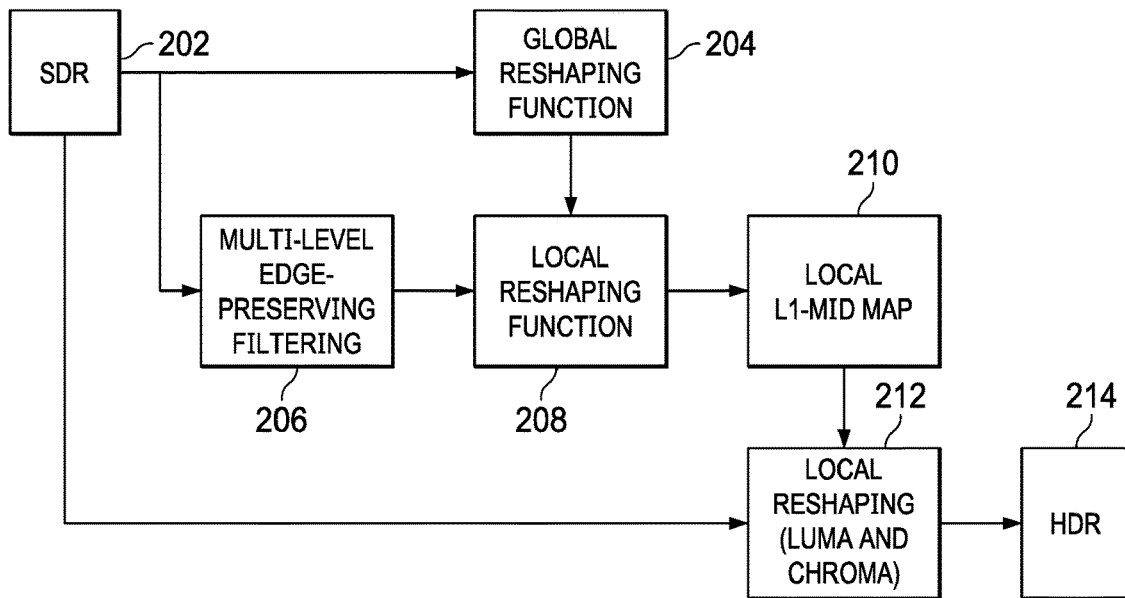 SDR
202
GLOBAL
RESHAPING
FUNCTION
204
MULTI-LEVEL
EDGE-
PRESERVING
FILTERING
206
LOCAL
RESHAPING
FUNCTION
208
210
LOCAL
L1-MID MAP
212
LOCAL
RESHAPING
(LUMA AND
CHROMA)
214
HDR